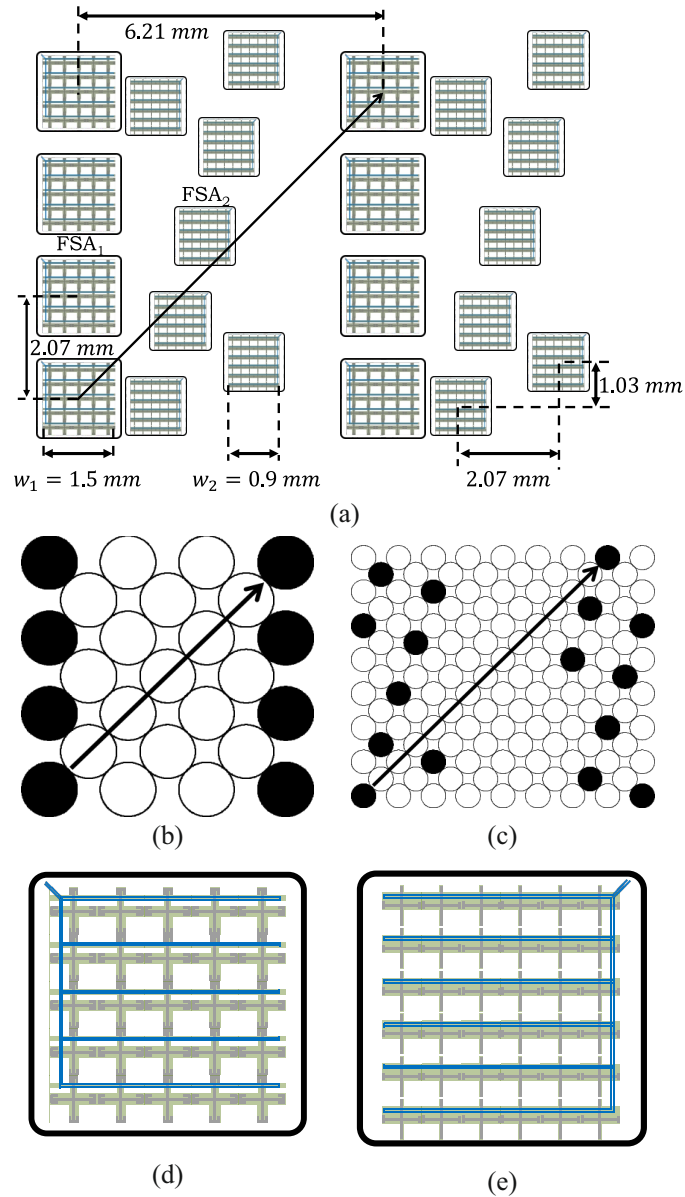 6.21 mm
FSA₂
FSA₁
2.07 mm
1.03 mm
w₁ = 1.5 mm
w₂ = 0.9 mm
2.07 mm
(a)
(b)
(c)
(d)
(e)